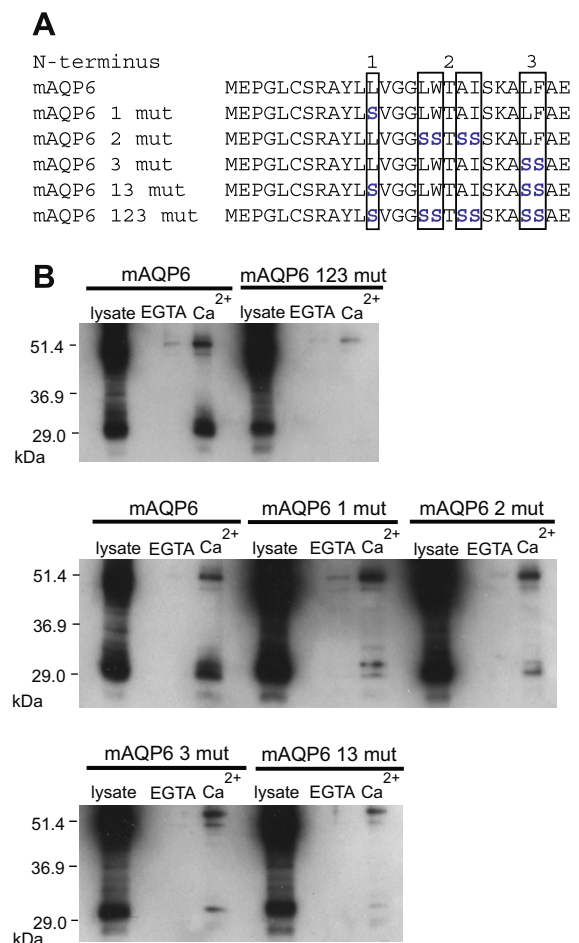 A
N-terminus 1 2 3
mAQP6 MEPGLCSRAYLLVGGLWTAISKALFAE
mAQP6 1 mut SVGGLWTAISKALFAE
mAQP6 2 mut LVGGSSTSSSKALFAE
mAQP6 3 mut LVGGLWTAISKASSAE
mAQP6 13 mut MEPGLCSRAYLSVGGLWTAISKASSAE
mAQP6 123 mut MEPGLCSRAYLSVGGSSTSSSKASSAE
B
mAQP6 mAQP6 123 mut
lysate EGTA Ca2+ lysate EGTA Ca2+
51.4
36.9
29.0
kDa
mAQP6 mAQP6 1 mut mAQP6 2 mut
lysate EGTA Ca2+ lysate EGTA Ca2+ lysate EGTA Ca2+
51.4
36.9
29.0
kDa
mAQP6 3 mut mAQP6 13 mut
lysate EGTA Ca2+ lysate EGTA Ca2+
51.4
36.9
29.0
kDa